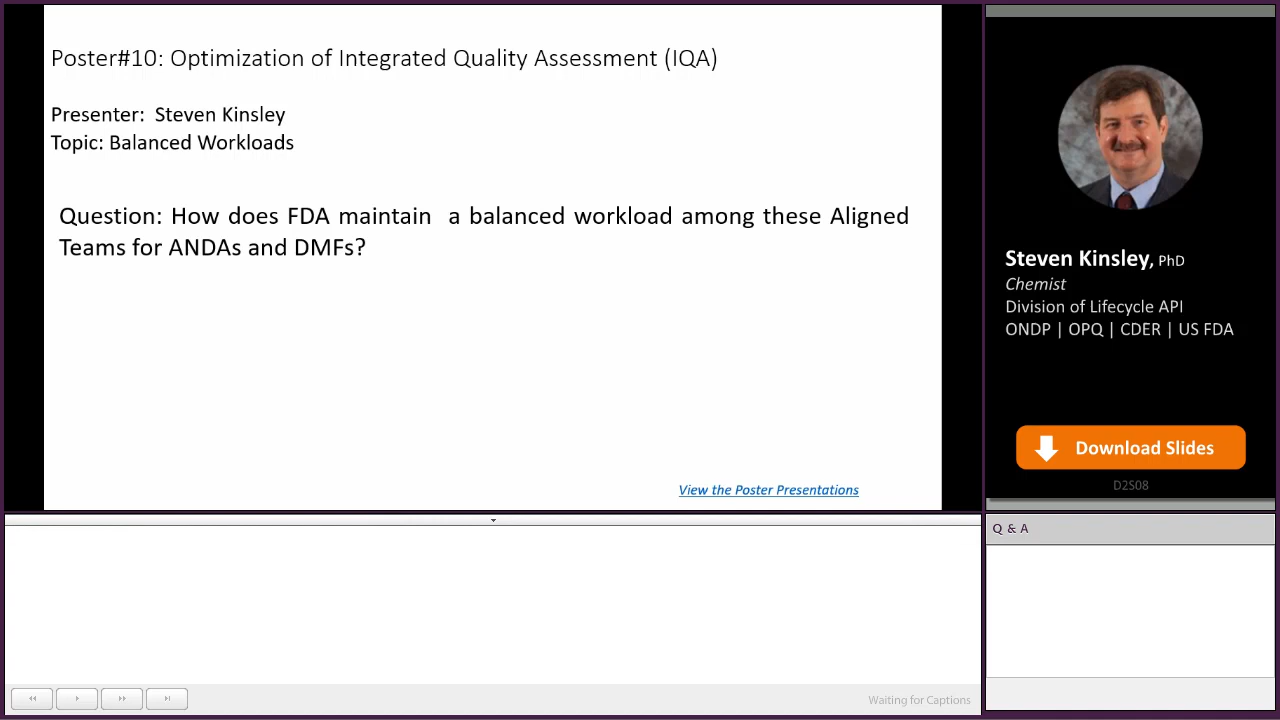 Poster#10: Optimization of Integrated Quality Assessment (IQA)
Presenter:  Steven Kinsley
Topic: Balanced Workloads
Question: How does FDA maintain  a balanced workload among these Aligned
Teams for ANDAs and DMFs?
View the Poster Presentations
Steven Kinsley, PhD
Chemist
Division of Lifecycle API
ONDP | OPQ | CDER | US FDA
Download Slides
D2S08
Q & A
Waiting for Captions